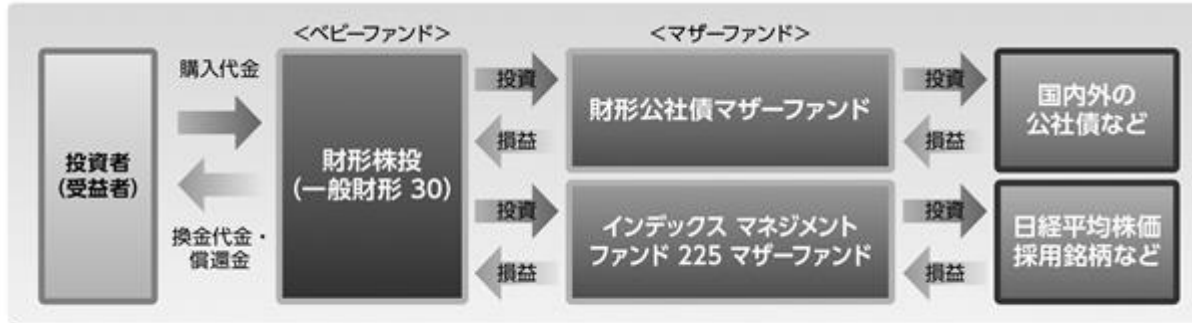 <ベビーファンド>
<マザーファンド>
購入代金
投資者
(受益者)
換金代金・
償還金
財形株投
(一般財形 30)
投資
損益
投資
損益
財形公社債マザーファンド
インデックス マネジメント
ファンド 225 マザーファンド
投資
損益
投資
損益
国内外の
公社債など
日経平均株価
採用銘柄など